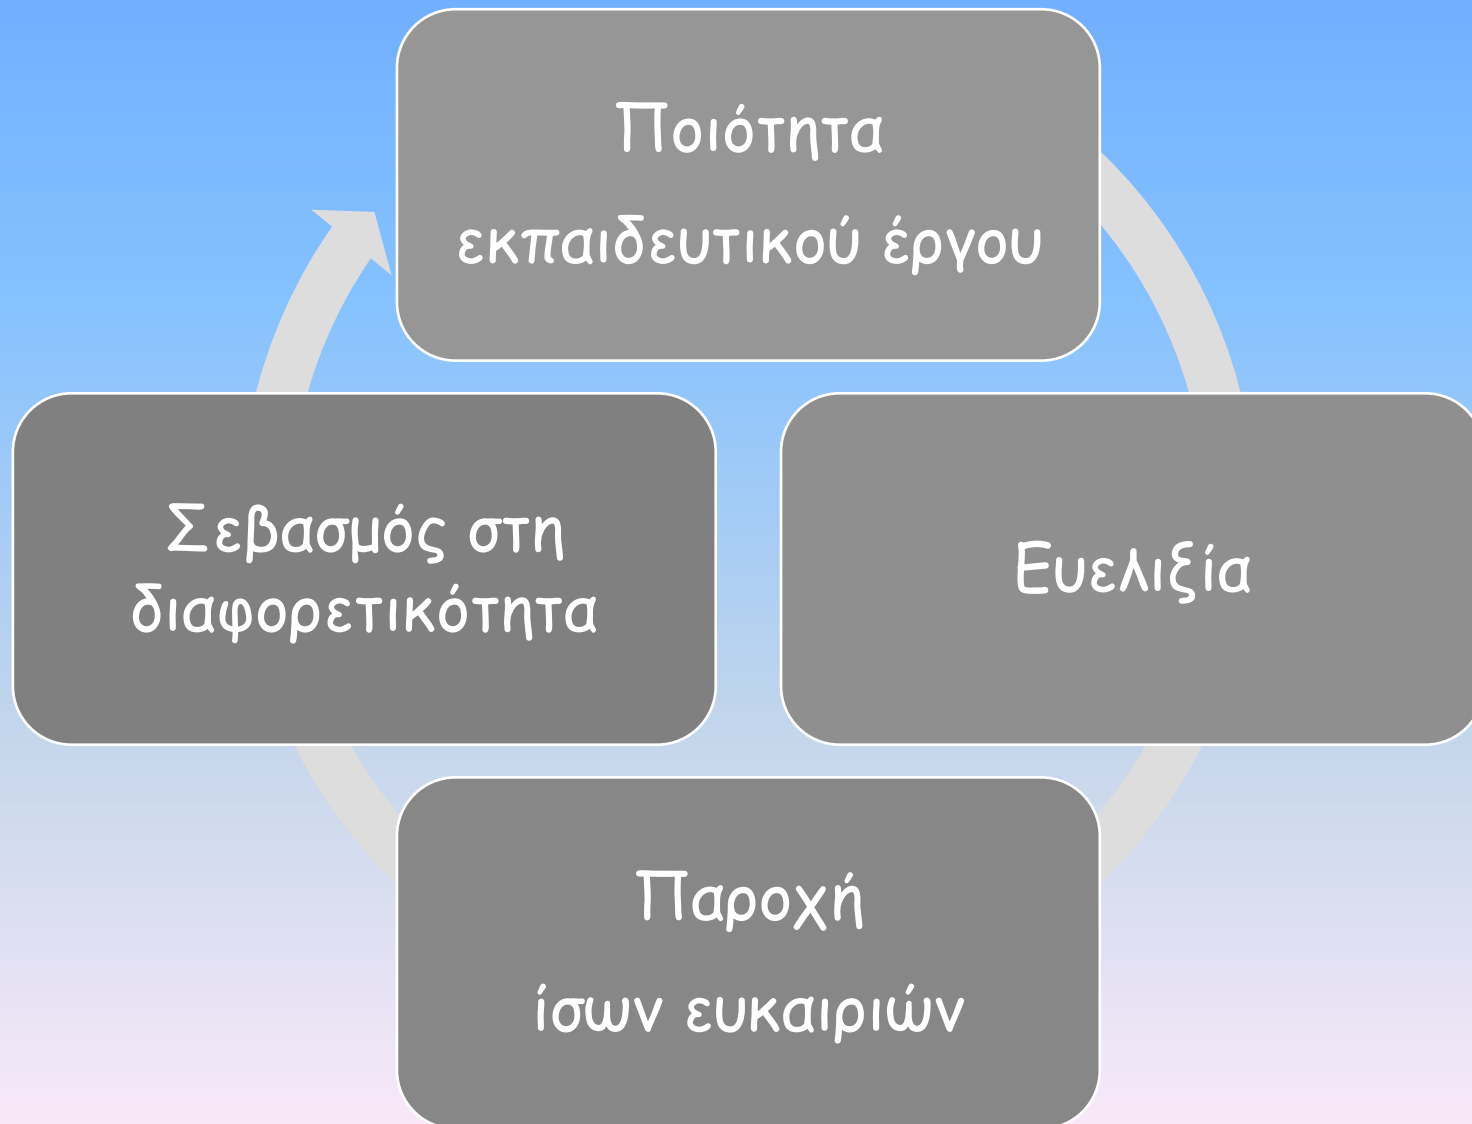 Ποιότητα
εκπαιδευτικού έργου
Σεβασμός στη
διαφορετικότητα
Ευελιξία
Παροχή
ίσων ευκαιριών